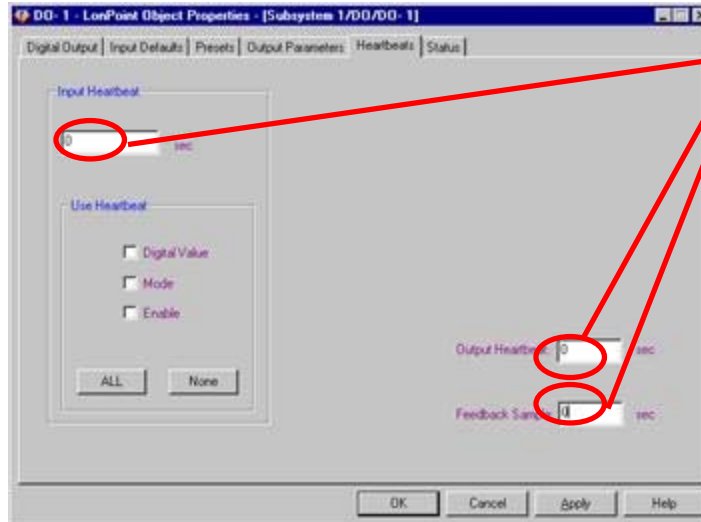 DO- 1 - LonPoint Object Properties - [Subsystem 1/DO/DO- 1]
Digital Output Input Defaults Presets Output Parameters Heartbeats Status
Input Heartbeat
0 sec
Use Heartbeat
Digital Value
Mode
Enable
ALL None
Output Heartbeat: 0 sec
Feedback Sample: 0 sec
OK Cancel Apply Help